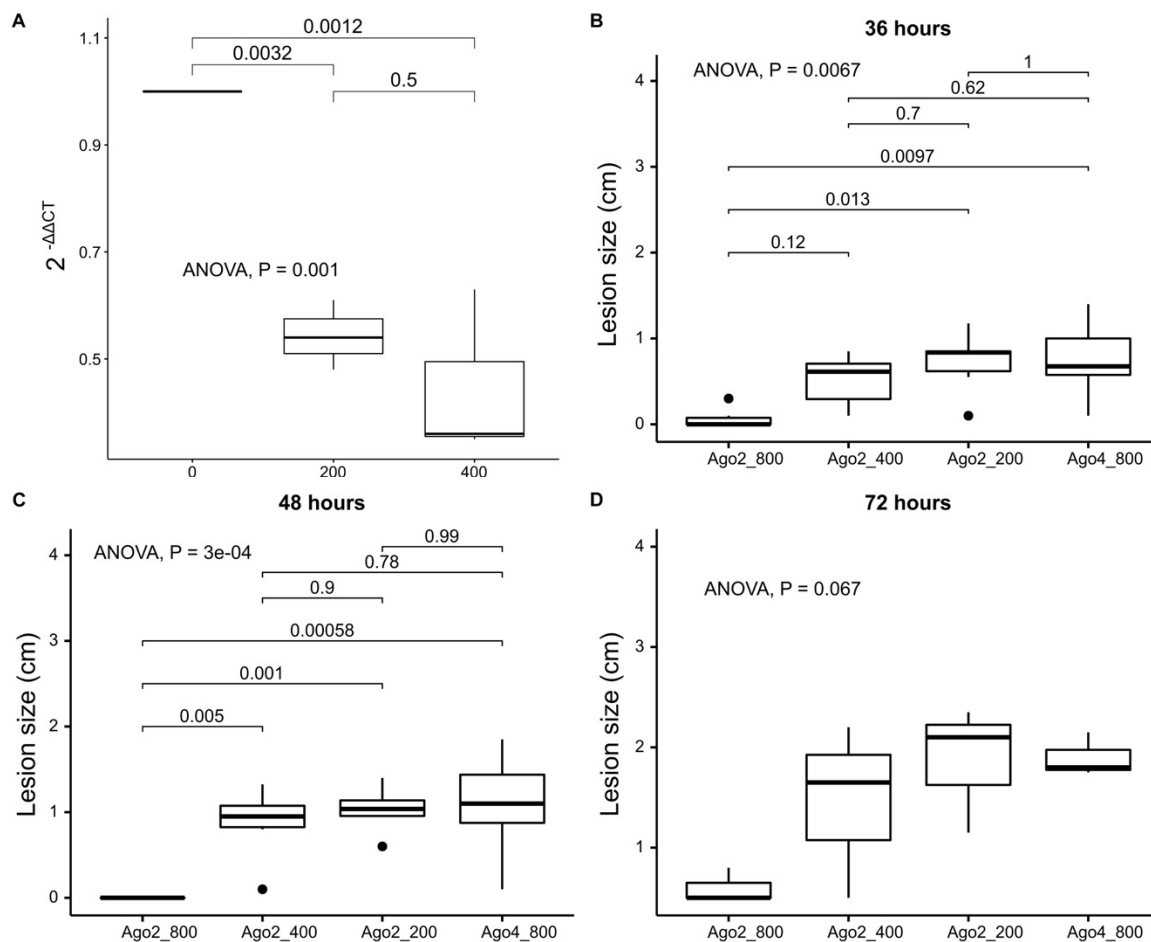 A
1.1
0.9
0.7
0.5
2^-ΔΔCT
0.0012
0.0032
0.5
ANOVA, P = 0.001
0 200 400
B
36 hours
ANOVA, P = 0.0067
4
3
2
1
0
Lesion size (cm)
1
0.62
0.7
0.0097
0.013
0.12
Ago2_800 Ago2_400 Ago2_200 Ago4_800
C
48 hours
ANOVA, P = 3e-04
4
3
2
1
0
Lesion size (cm)
0.99
0.78
0.9
0.00058
0.001
0.005
Ago2_800 Ago2_400 Ago2_200 Ago4_800
D
72 hours
ANOVA, P = 0.067
4
3
2
1
Lesion size (cm)
Ago2_800 Ago2_400 Ago2_200 Ago4_800